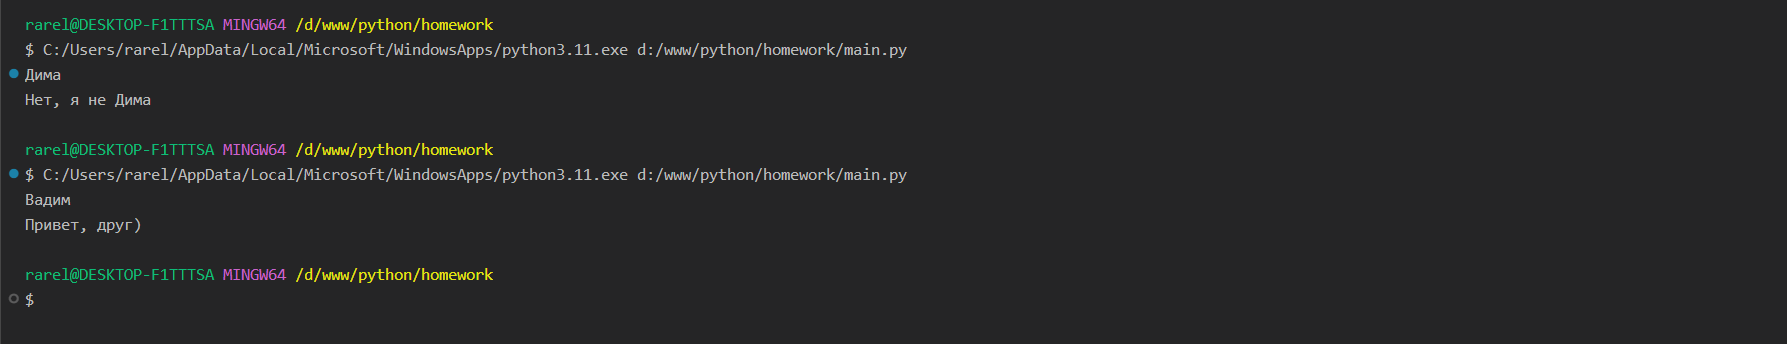 rarel@DESKTOP-F1TTTSA MINGW64 /d/www/python/homework
$ C:/Users/rarel/AppData/Local/Microsoft/WindowsApps/python3.11.exe d:/www/python/homework/main.py
Дима
Нет, я не Дима
rarel@DESKTOP-F1TTTSA MINGW64 /d/www/python/homework
$ C:/Users/rarel/AppData/Local/Microsoft/WindowsApps/python3.11.exe d:/www/python/homework/main.py
Вадим
Привет, друг)
rarel@DESKTOP-F1TTTSA MINGW64 /d/www/python/homework
$